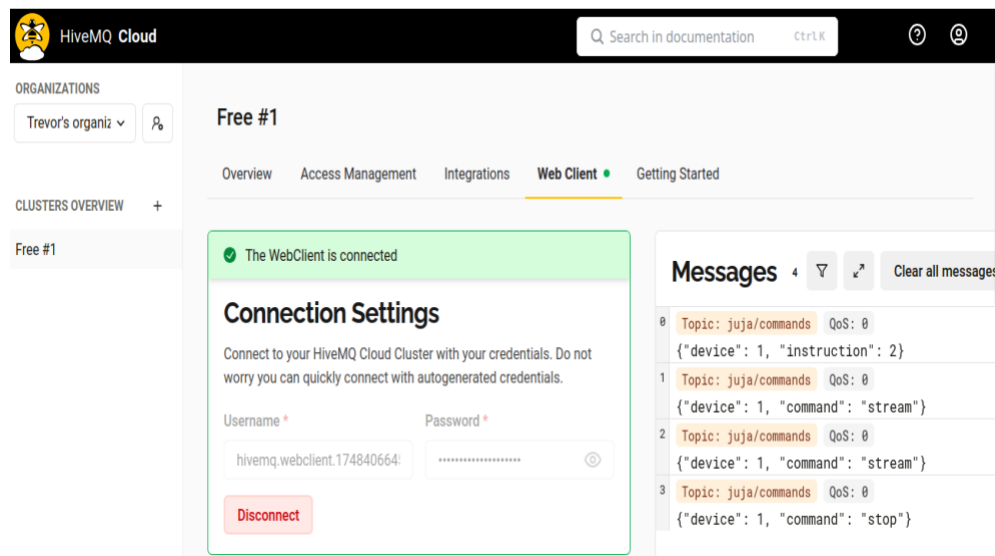 HiveMQ Cloud
Search in documentation Ctrl K
ORGANIZATIONS
Trevor's organiz
CLUSTERS OVERVIEW +
Free #1
Free #1
Overview Access Management Integrations Web Client Getting Started
The WebClient is connected
Connection Settings
Connect to your HiveMQ Cloud Cluster with your credentials. Do not
worry you can quickly connect with autogenerated credentials.
Username * Password *
hivemq.webclient.174840664
Disconnect
Messages 4 Clear all messages
0 Topic: juja/commands QoS: 0
{"device": 1, "instruction": 2}
1 Topic: juja/commands QoS: 0
{"device": 1, "command": "stream"}
2 Topic: juja/commands QoS: 0
{"device": 1, "command": "stream"}
3 Topic: juja/commands QoS: 0
{"device": 1, "command": "stop"}